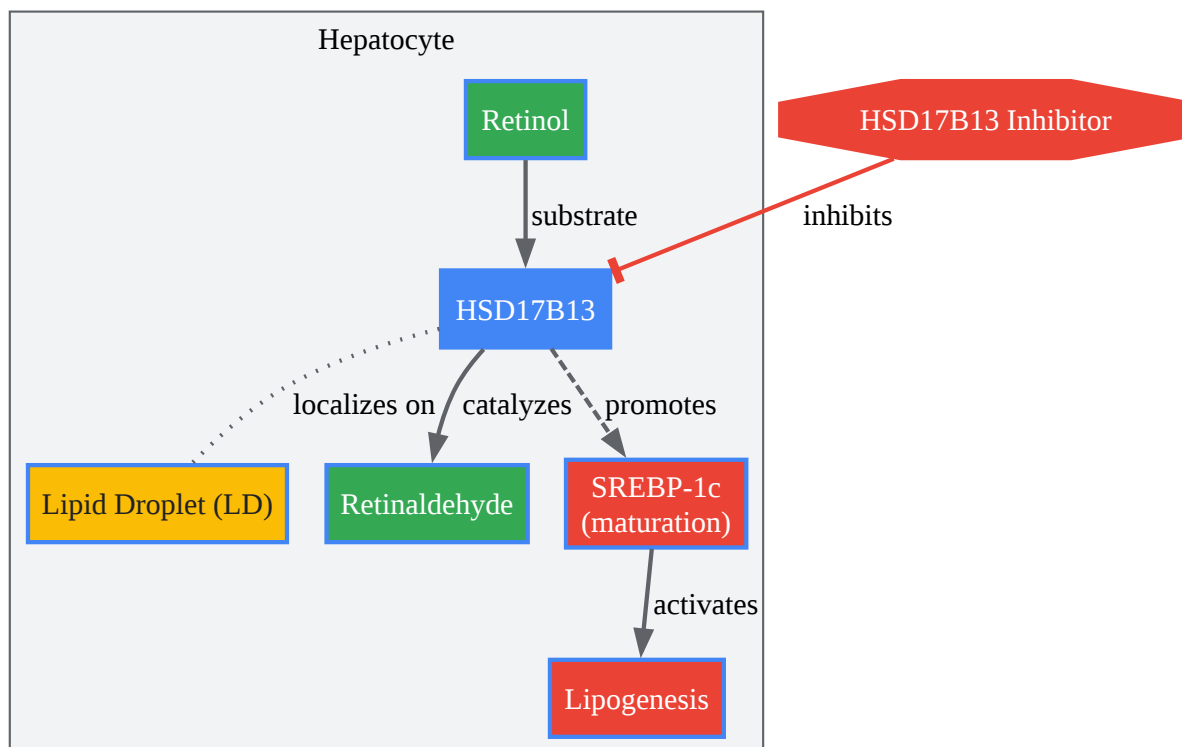 Hepatocyte
Retinol
HSD17B13 Inhibitor
substrate
inhibits
HSD17B13
localizes on
catalyzes
promotes
Lipid Droplet (LD)
Retinaldehyde
SREBP-1c
(maturation)
activates
Lipogenesis